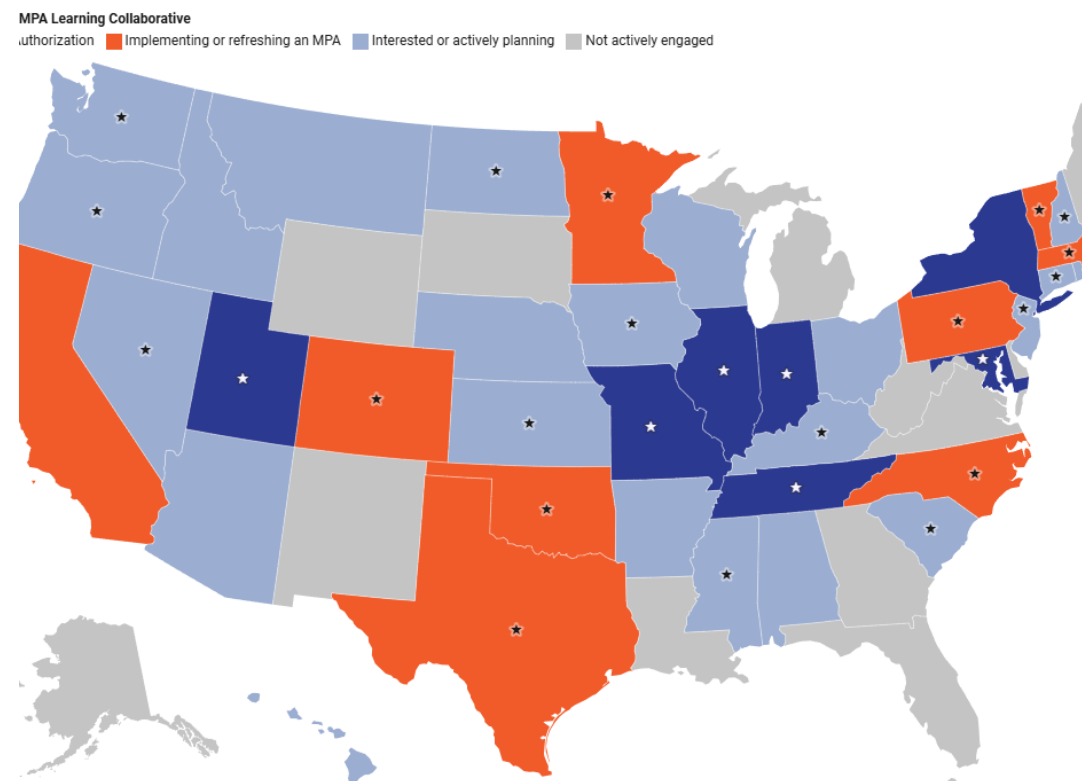 MPA Learning Collaborative
uthorization Implementing or refreshing an MPA Interested or actively planning Not actively engaged